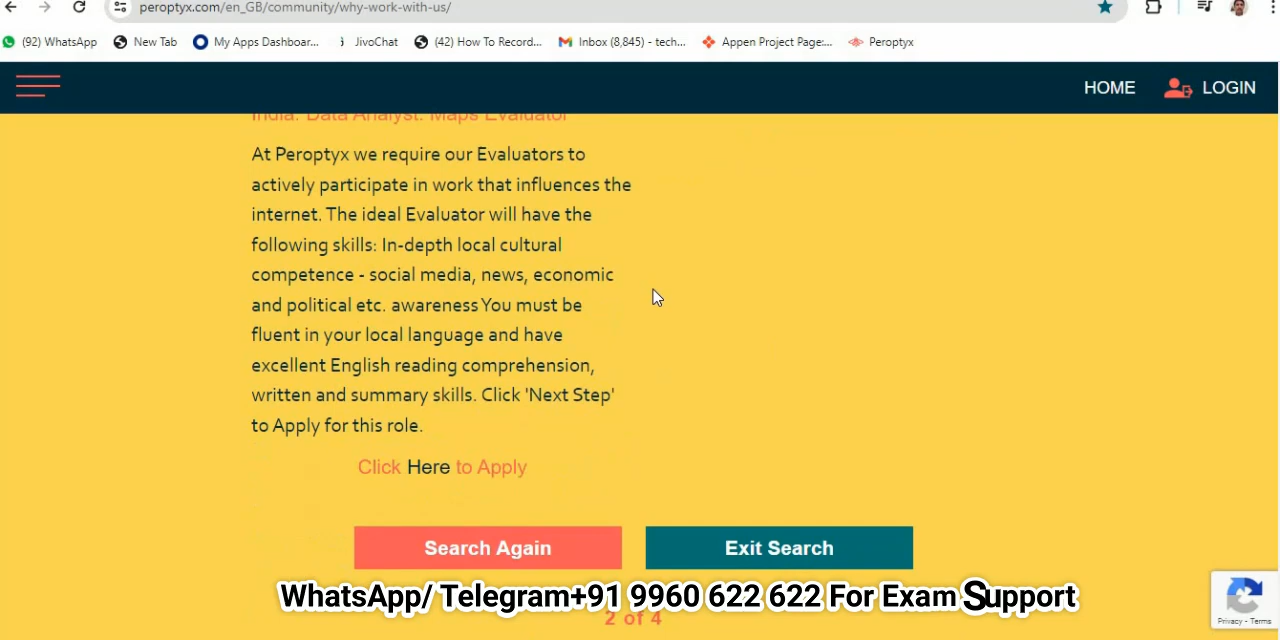 peroptyx.com/en_GB/community/why-work-with-us/
(92) WhatsApp New Tab My Apps Dashboar... JivoChat (42) How To Record... Inbox (8,845) - tech... Appen Project Page:... Peroptyx
HOME LOGIN
India: Data Analyst: Maps Evaluator
At Peroptyx we require our Evaluators to
actively participate in work that influences the
internet. The ideal Evaluator will have the
following skills: In-depth local cultural
competence - social media, news, economic
and political etc. awareness You must be
fluent in your local language and have
excellent English reading comprehension,
written and summary skills. Click 'Next Step'
to Apply for this role.
Click Here to Apply
Search Again Exit Search
WhatsApp/ Telegram+91 9960 622 622 For Exam Support
2 of 4
Privacy - Terms